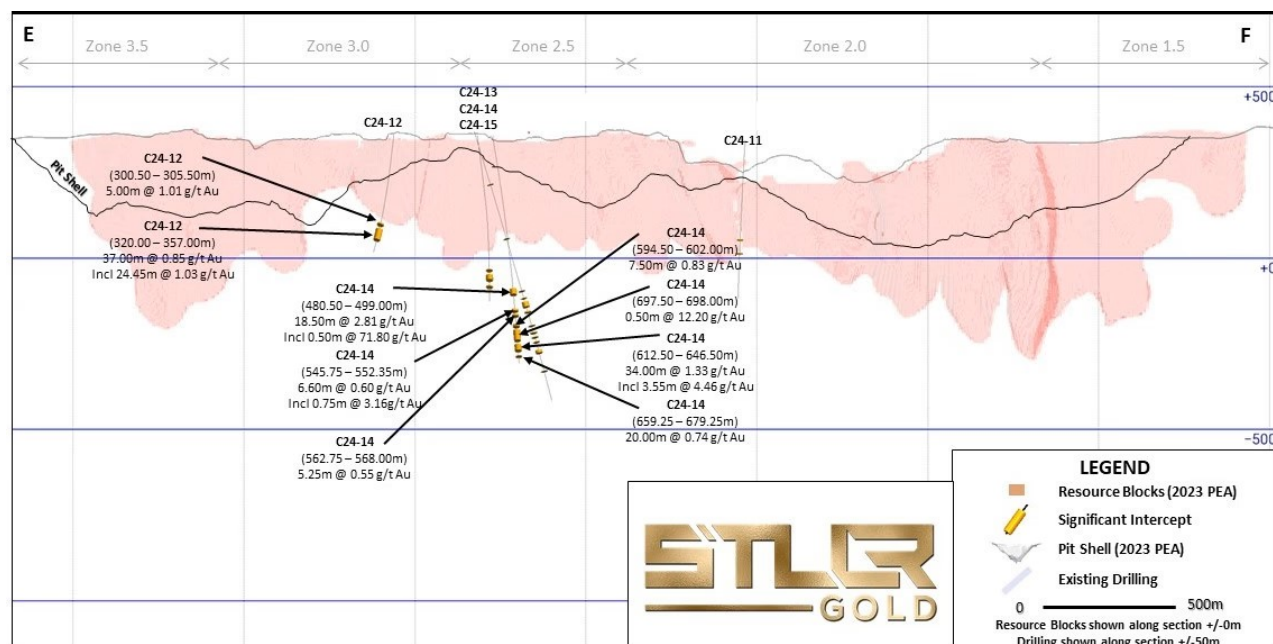 E
Zone 3.5
Zone 3.0
Zone 2.5
Zone 2.0
Zone 1.5
F
C24-13
C24-14
C24-15
C24-12
C24-11
+500
+0
-500
Pit Shell
C24-12
(300.50 – 305.50m)
5.00m @ 1.01 g/t Au
C24-12
(320.00 – 357.00m)
37.00m @ 0.85 g/t Au
Incl 24.45m @ 1.03 g/t Au
C24-14
(480.50 – 499.00m)
18.50m @ 2.81 g/t Au
Incl 0.50m @ 71.80 g/t Au
C24-14
(545.75 – 552.35m)
6.60m @ 0.60 g/t Au
Incl 0.75m @ 3.16g/t Au
C24-14
(562.75 – 568.00m)
5.25m @ 0.55 g/t Au
C24-14
(594.50 – 602.00m)
7.50m @ 0.83 g/t Au
C24-14
(697.50 – 698.00m)
0.50m @ 12.20 g/t Au
C24-14
(612.50 – 646.50m)
34.00m @ 1.33 g/t Au
Incl 3.55m @ 4.46 g/t Au
C24-14
(659.25 – 679.25m)
20.00m @ 0.74 g/t Au
STLLR
GOLD
LEGEND
Resource Blocks (2023 PEA)
Significant Intercept
Pit Shell (2023 PEA)
Existing Drilling
0 500m
Resource Blocks shown along section +/-0m
Drilling shown along section +/-50m